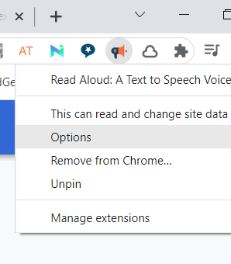 AT
Read Aloud: A Text to Speech Voice
dGe
This can read and change site data
Options
Remove from Chrome...
Unpin
Manage extensions